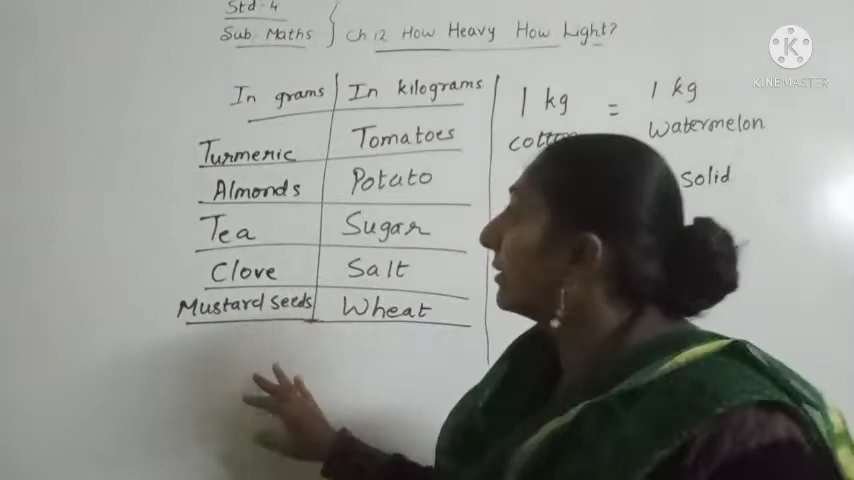 Std-4
Sub Maths } Ch 12 How Heavy How Light?
In grams In kilograms
Turmeric Tomatoes
Almonds Potato
Tea Sugar
Clove Salt
Mustard Seeds Wheat
1 kg = 1 kg
watermelon
solid
KINEMASTER